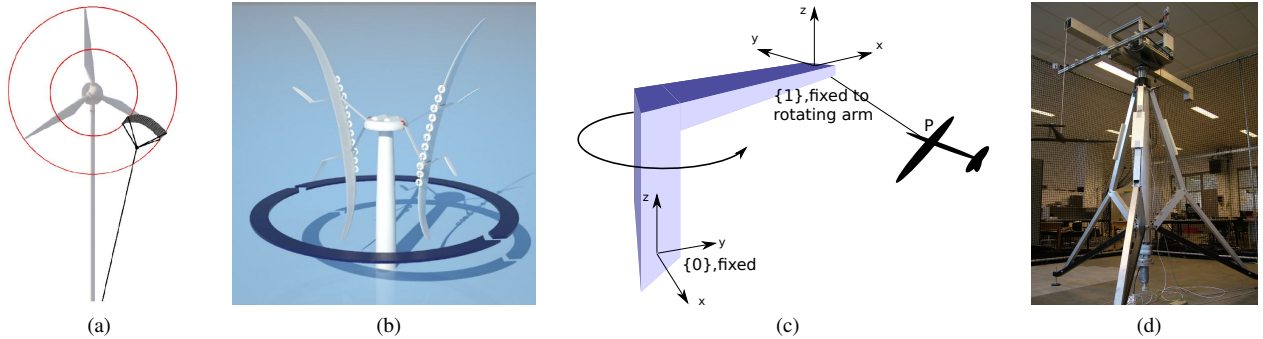 z
y
x
{1},fixed to
rotating arm
P
z
y
{0},fixed
x
(a)
(b)
(c)
(d)